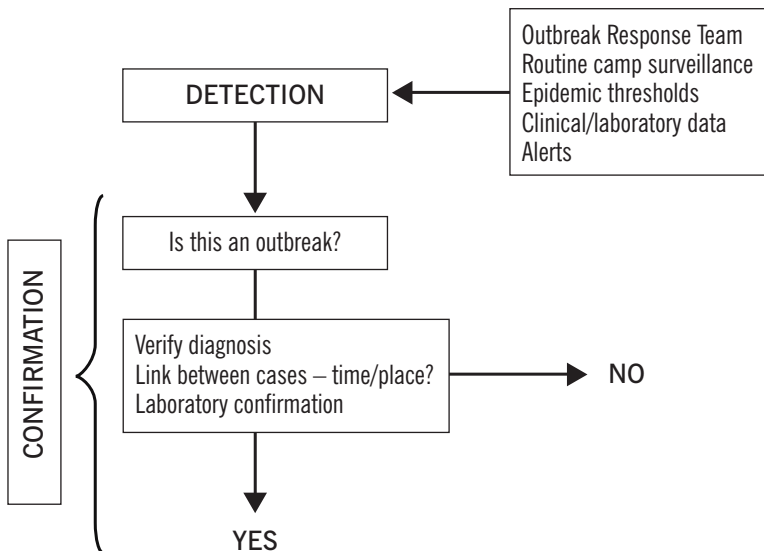 Outbreak Response Team
Routine camp surveillance
Epidemic thresholds
Clinical/laboratory data
Alerts
DETECTION
CONFIRMATION
Is this an outbreak?
Verify diagnosis
Link between cases – time/place?
Laboratory confirmation
NO
YES